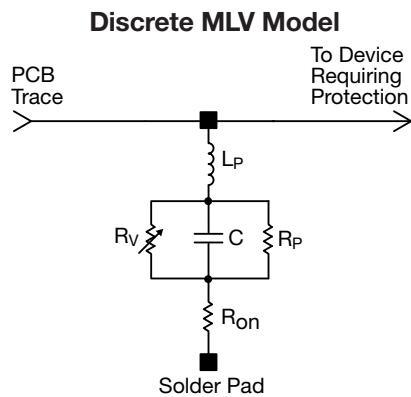 Discrete MLV Model
PCB
Trace
To Device
Requiring
Protection
LP
RV
C
RP
Ron
Solder Pad